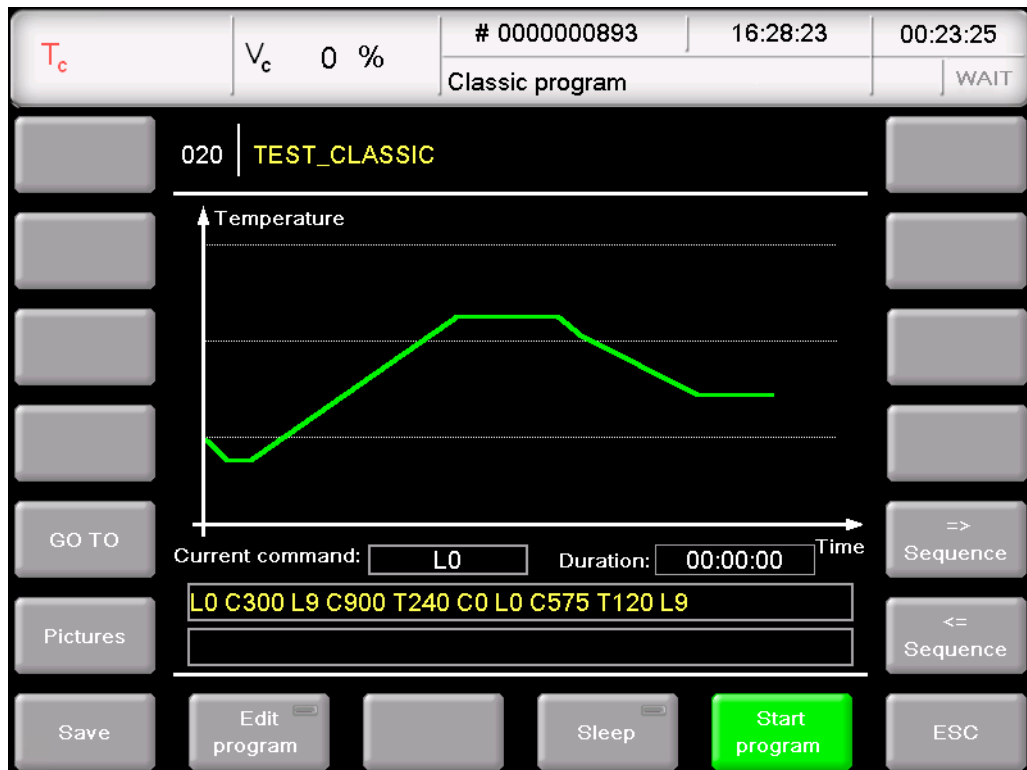 Tc
Vc 0 %
# 0000000893
16:28:23
00:23:25
Classic program
WAIT
020 TEST_CLASSIC
Temperature
Time
Current command: L0 Duration: 00:00:00
L0 C300 L9 C900 T240 C0 L0 C575 T120 L9
GO TO
Pictures
=> Sequence
<= Sequence
Save
Edit program
Sleep
Start program
ESC